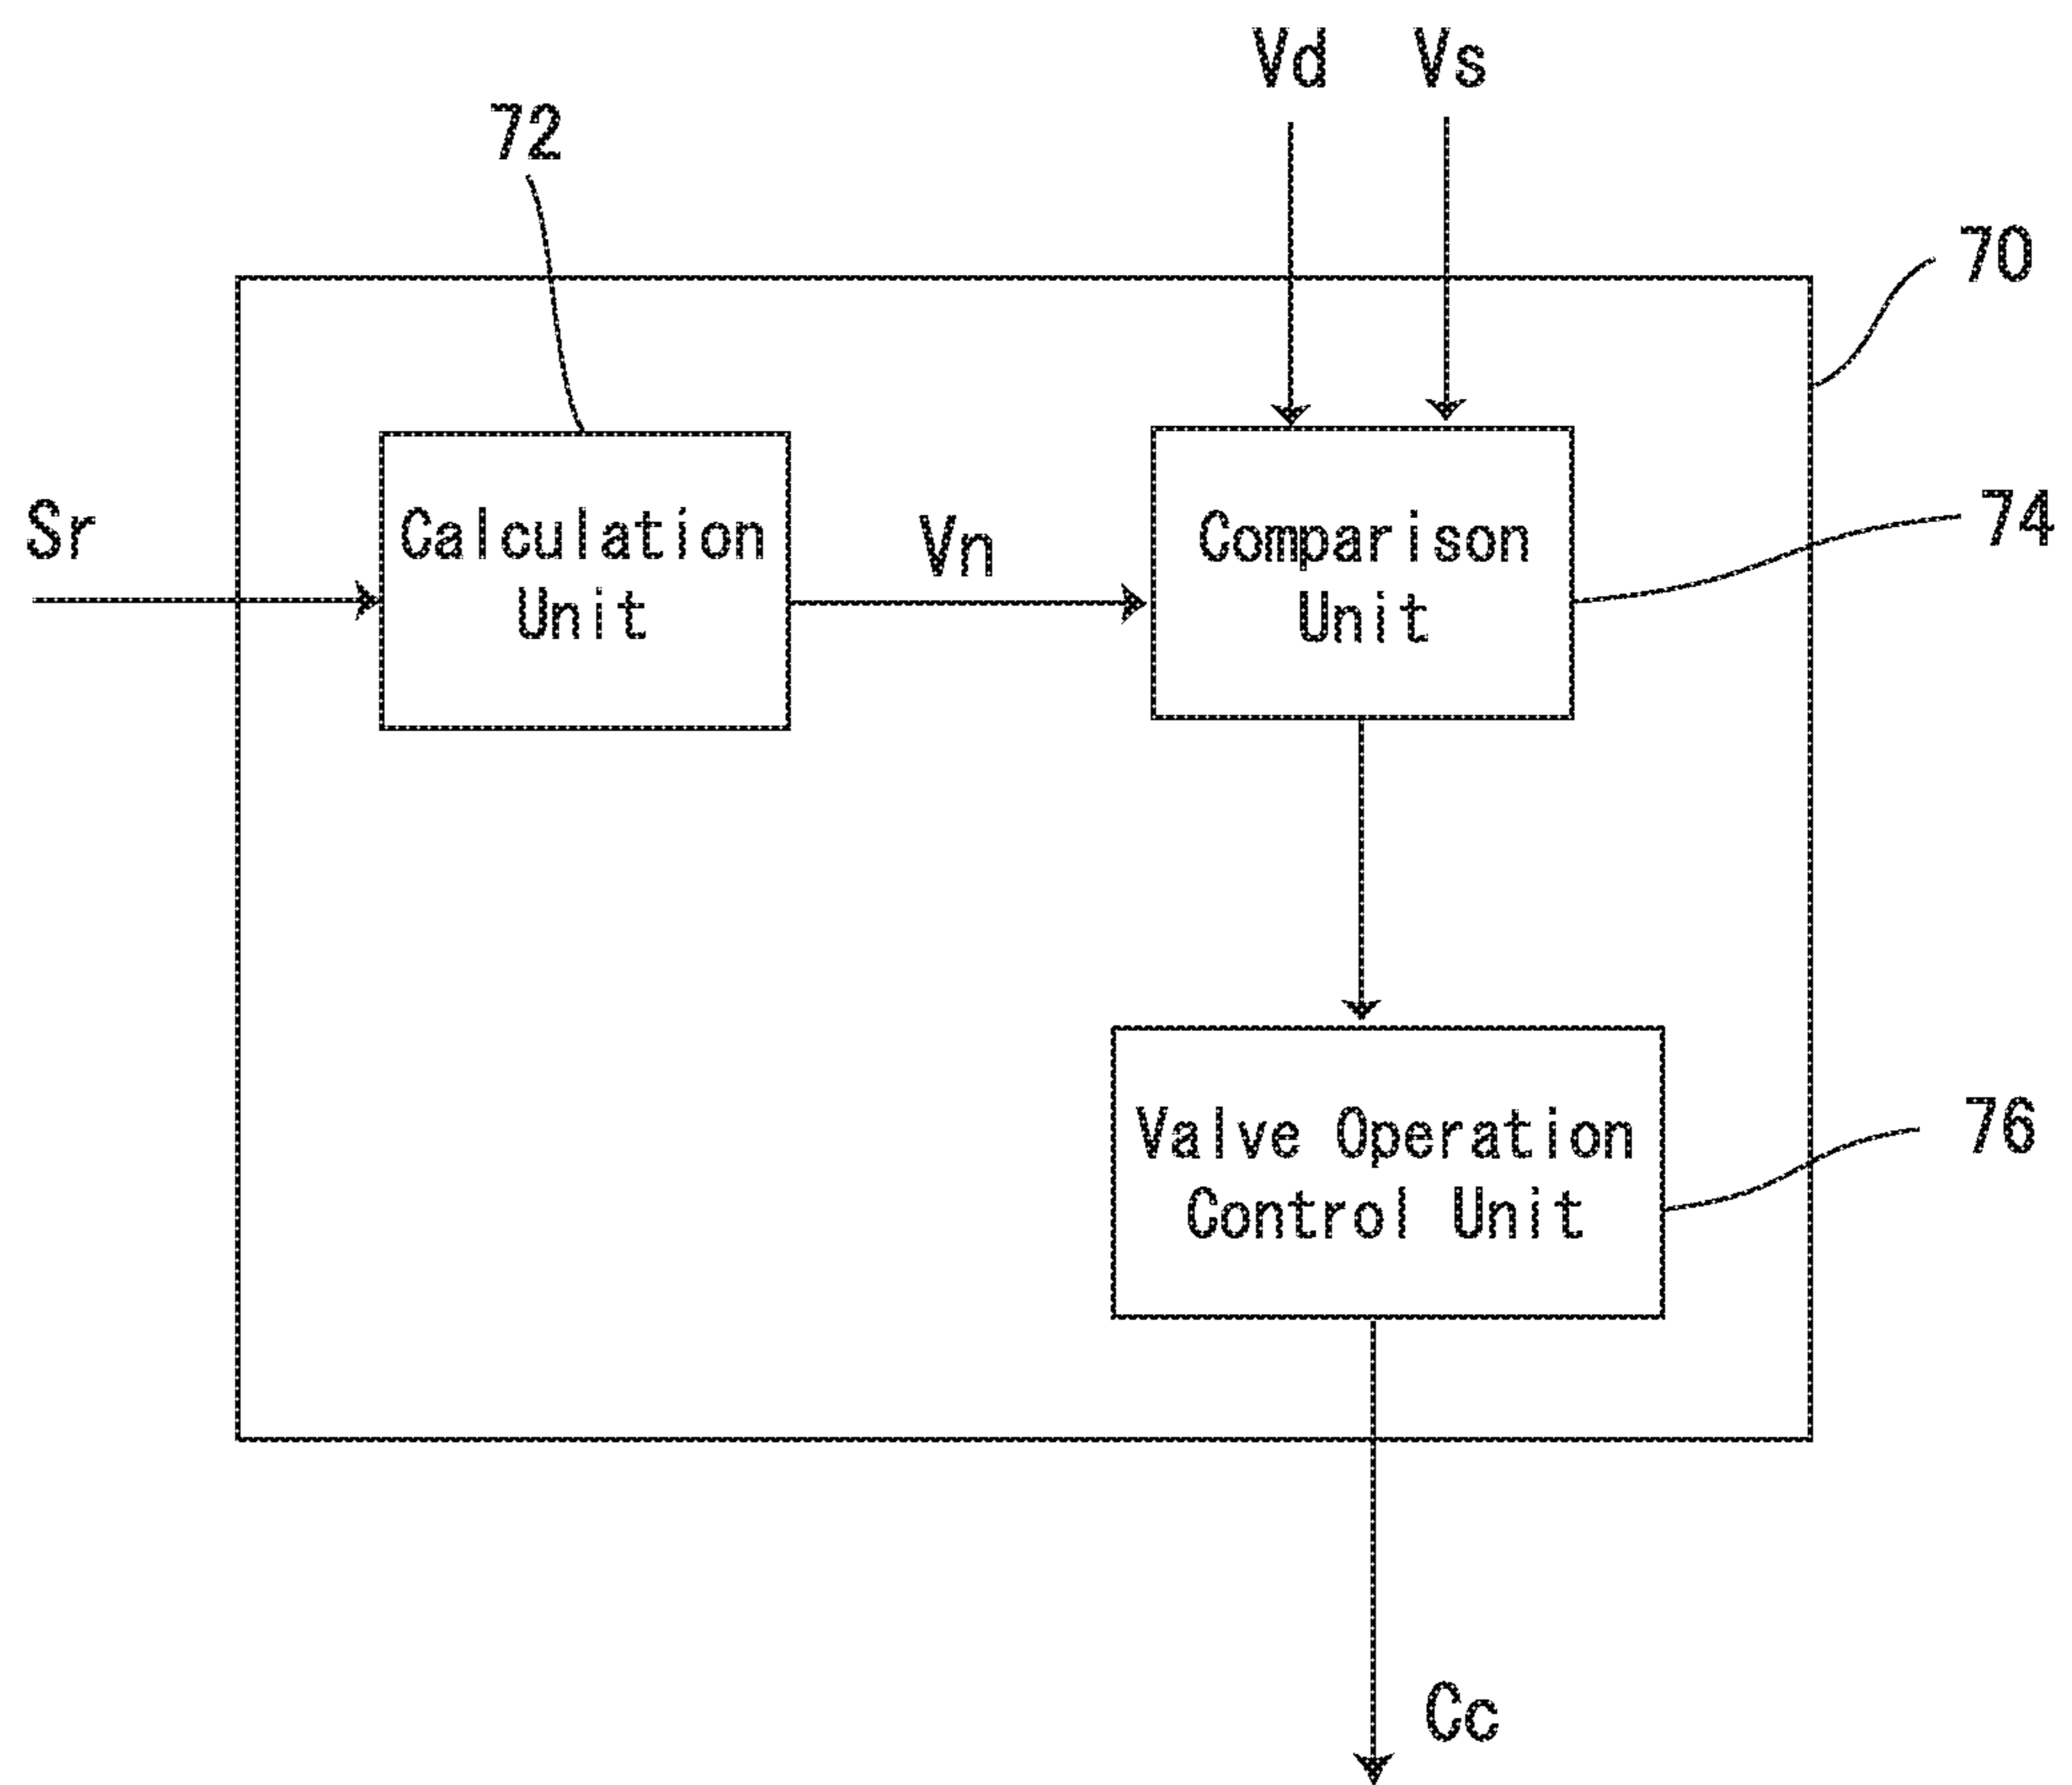 Vd Vs
72
70
Sr
Calculation
Unit
Vn
Comparison
Unit
74
Valve Operation
Control Unit
76
Cc